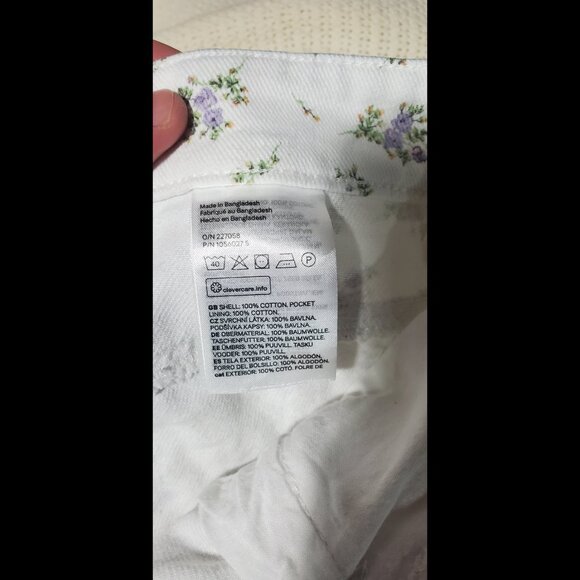 Made in Bangladesh
Fabriqué au Bangladesh
Hecho en Bangladesh
O/N 227058
P/N 1056027.5
40 P
clevercare.info
GB SHELL: 100% COTTON. POCKET
LINING: 100% COTTON.
CZ SVRCHNÍ LÁTKA: 100% BAVLNA.
PODŠÍVKA KAPSY: 100% BAVLNA.
DE OBERMATERIAL: 100% BAUMWOLLE.
TASCHENFUTTER: 100% BAUMWOLLE.
EE ÜMBRIS: 100% PUUVILL. TASKU
VOODER: 100% PUUVILL.
ES TELA EXTERIOR: 100% ALGODÓN.
FORRO DEL BOLSILLO: 100% ALGODÓN.
cat EXTERIOR: 100% COTÓ. FOLRE DE